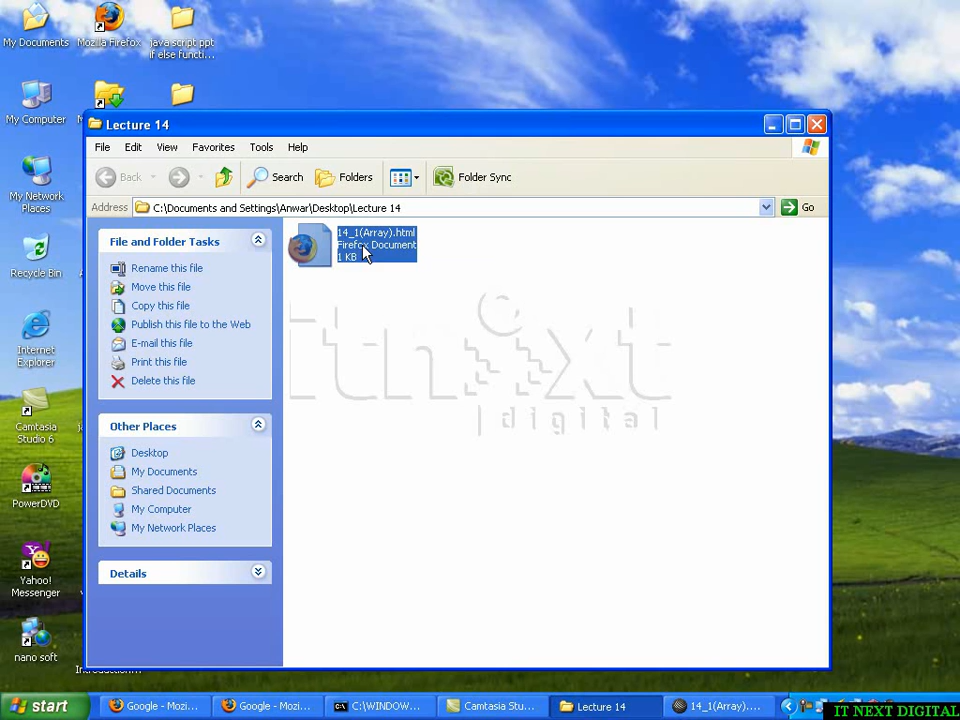 My Documents
Mozilla Firefox
javascript ppt
if else functi...
My Computer
My Network
Places
Recycle Bin
Internet
Explorer
Camtasia
Studio 6
PowerDVD
Yahoo!
Messenger
nano soft
Lecture 14
File Edit View Favorites Tools Help
Back Search Folders Folder Sync
Address C:\Documents and Settings\Anwar\Desktop\Lecture 14 Go
File and Folder Tasks
Rename this file
Move this file
Copy this file
Publish this file to the Web
E-mail this file
Print this file
Delete this file
Other Places
Desktop
My Documents
Shared Documents
My Computer
My Network Places
Details
14_1(Array).html
Firefox Document
1 KB
itnext
|digital|
start Google - Mozi... Google - Mozi... C:\WINDOW... Camtasia Stu... Lecture 14 14_1(Array)....
IT NEXT DIGITAL